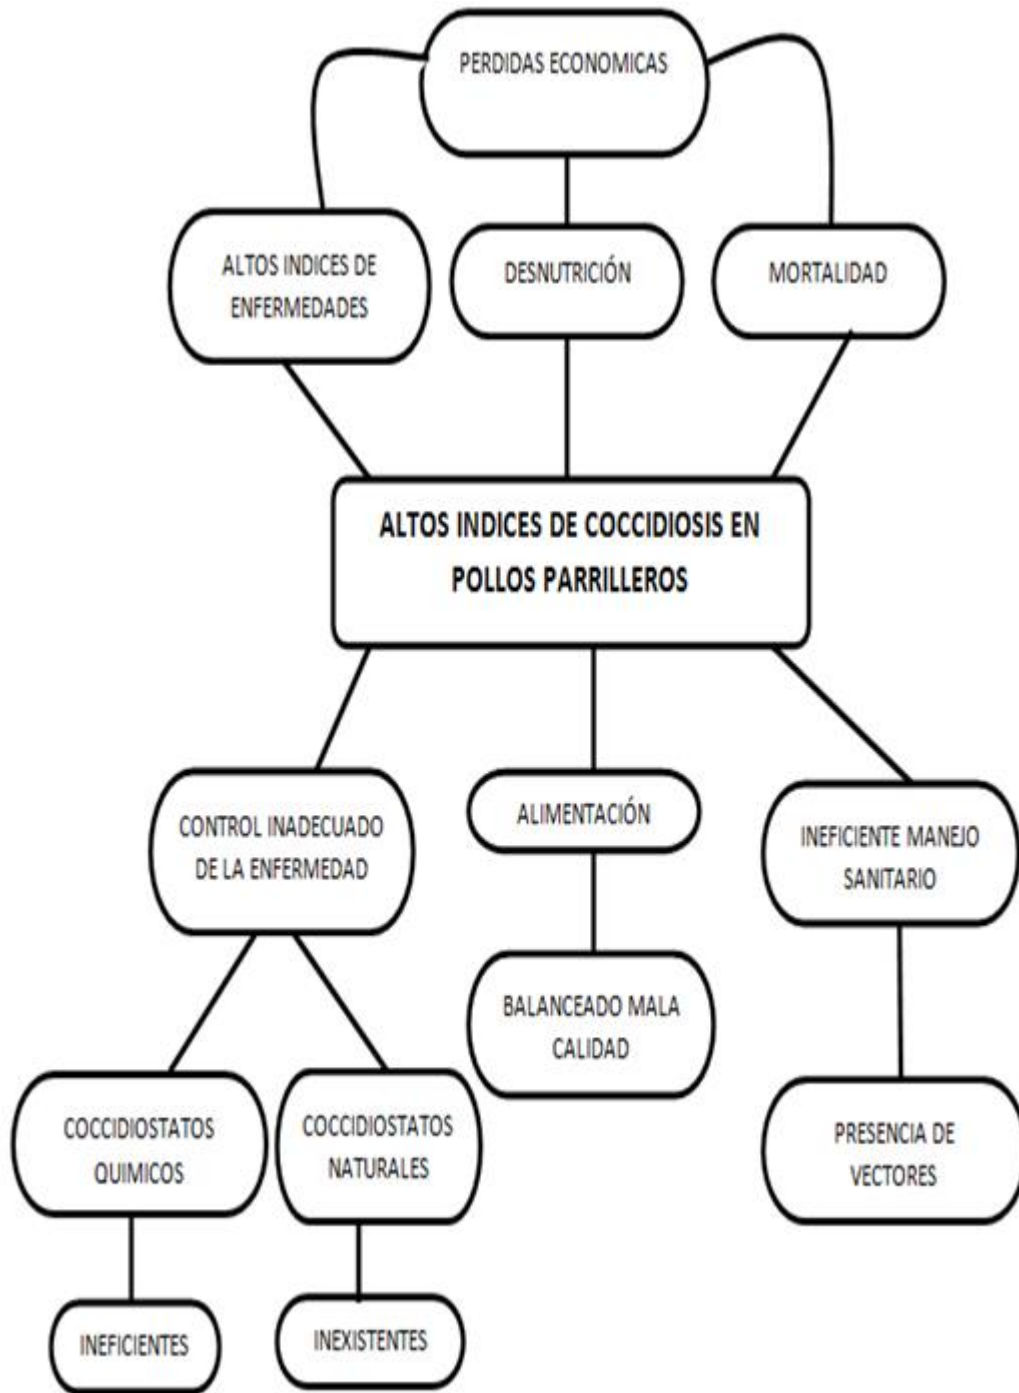 PERDIDAS ECONOMICAS
ALTOS INDICES DE
ENFERMEDADES
DESNUTRICIÓN
MORTALIDAD
ALTOS INDICES DE COCCIDIOSIS EN
POLLOS PARRILLEROS
CONTROL INADECUADO
DE LA ENFERMEDAD
ALIMENTACIÓN
INEFICIENTE MANEJO
SANITARIO
BALANCEADO MALA
CALIDAD
COCCIDIOSTATOS
QUIMICOS
COCCIDIOSTATOS
NATURALES
PRESENCIA DE
VECTORES
INEFICIENTES
INEXISTENTES